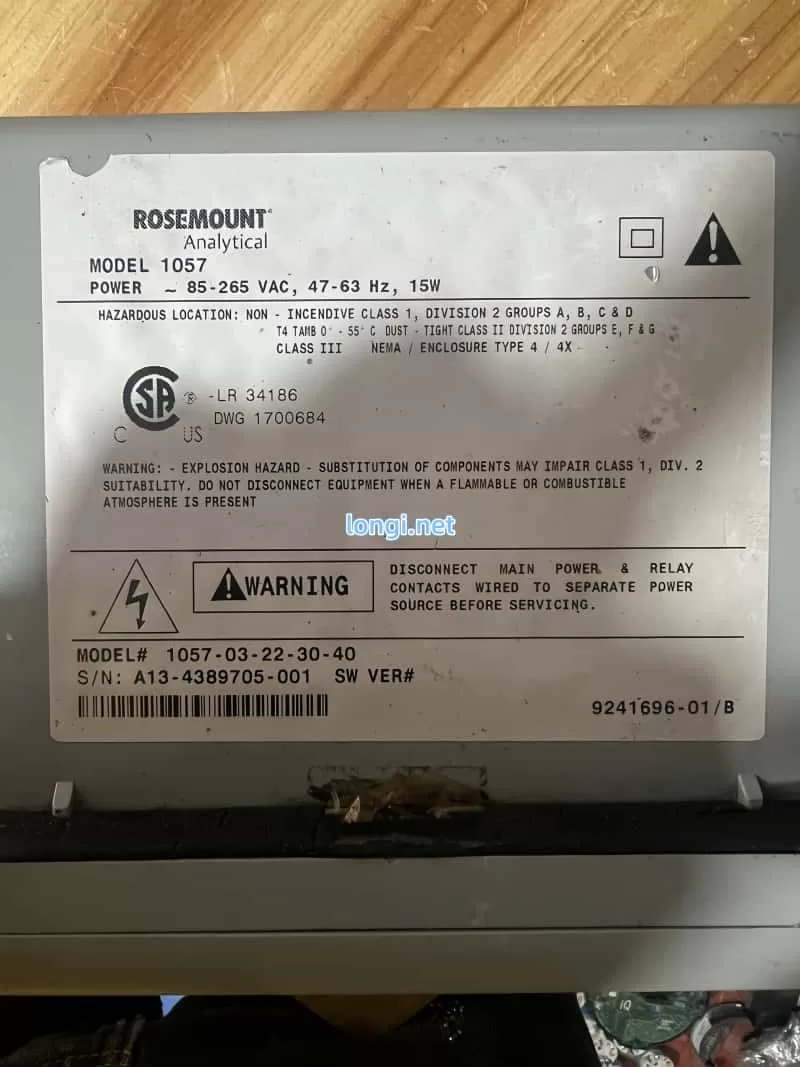 ROSEMOUNT®
Analytical
MODEL 1057
POWER ~ 85-265 VAC, 47-63 Hz, 15W
HAZARDOUS LOCATION: NON - INCENDIVE CLASS 1, DIVISION 2 GROUPS A, B, C & D
T4 TAMB 0° - 55° C DUST - TIGHT CLASS II DIVISION 2 GROUPS E, F & G
CLASS III NEMA / ENCLOSURE TYPE 4 / 4X
SA ® - LR 34186
DWG 1700684
C US
WARNING: - EXPLOSION HAZARD - SUBSTITUTION OF COMPONENTS MAY IMPAIR CLASS 1, DIV. 2
SUITABILITY. DO NOT DISCONNECT EQUIPMENT WHEN A FLAMMABLE OR COMBUSTIBLE
ATMOSPHERE IS PRESENT
longi.net
WARNING
DISCONNECT MAIN POWER & RELAY
CONTACTS WIRED TO SEPARATE POWER
SOURCE BEFORE SERVICING.
MODEL# 1057-03-22-30-40
S/N: A13-4389705-001 SW VER#
9241696-01/B